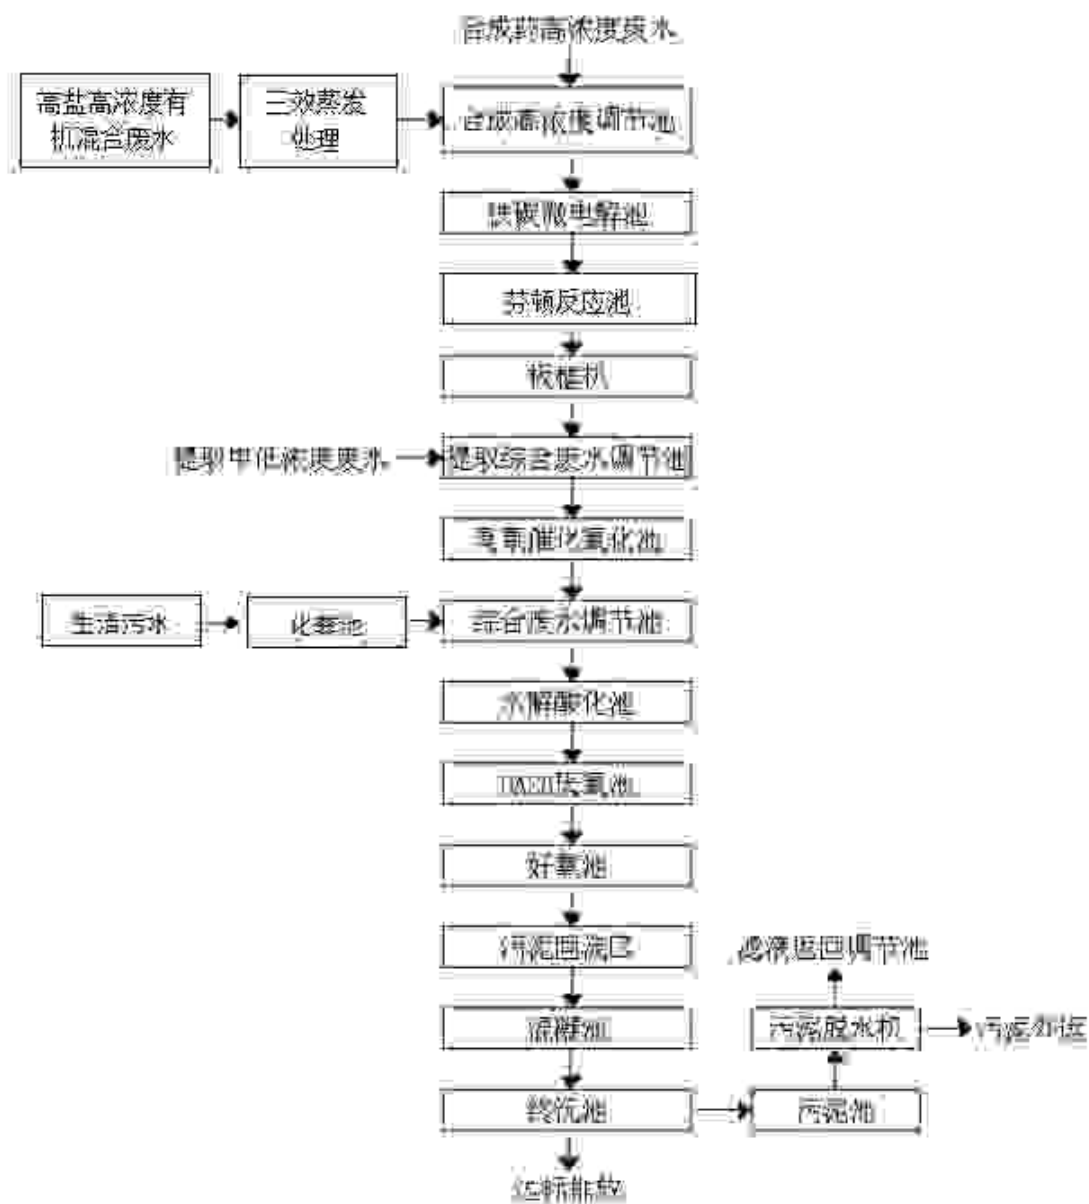 合成药高浓度废水
高盐高浓度有
机混合废水
三效蒸发
处理
合成高浓度调节池
铁碳微电解池
芬顿反应池
板框
提取中低浓度废水
提取综合废水调节池
臭氧催化氧化池
生活污水
化粪池
综合废水调节池
水解酸化池
厌氧池
好氧池
污泥回流
滤液返回调节池
混凝池
污泥脱水机
污泥外运
终沉池
污泥池
达标排放